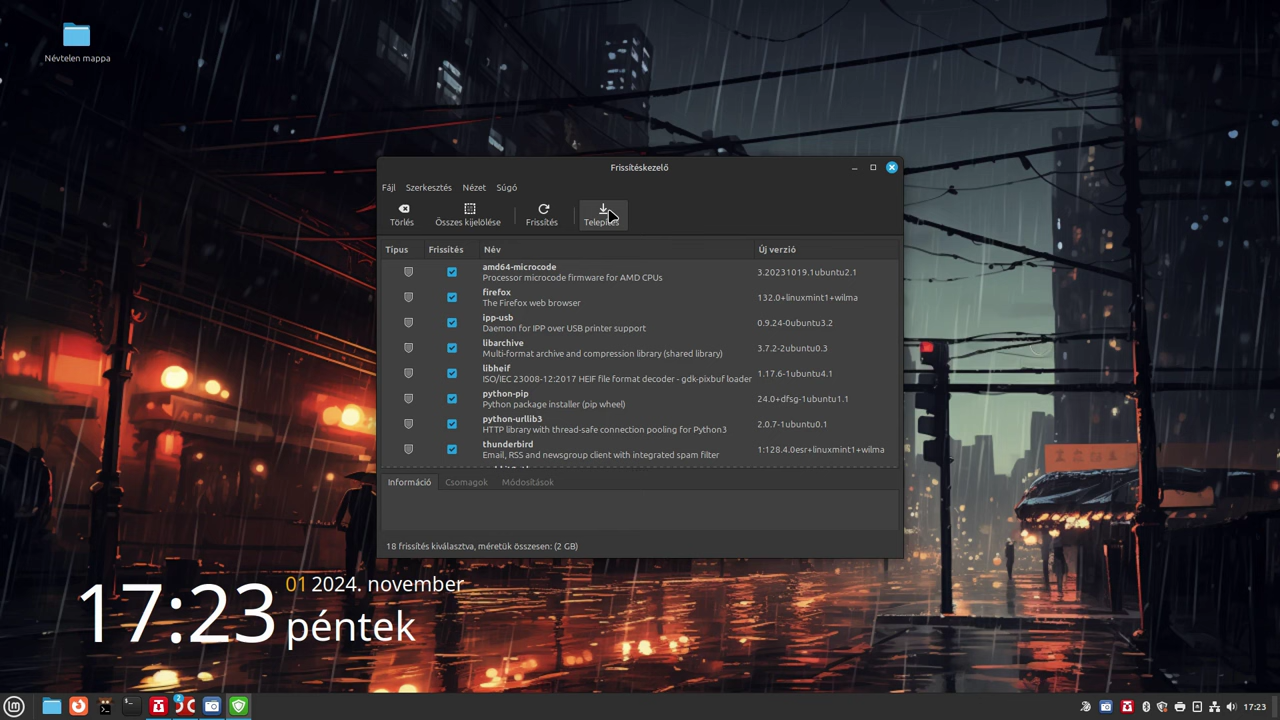 Névtelen mappa
Frissítéskezelő
Fájl Szerkesztés Nézet Súgó
Törlés Összes kijelölése Frissítés Telepítés
Típus Frissítés Név Új verzió
amd64-microcode
Processor microcode firmware for AMD CPUs 3.20231019.1ubuntu2.1
firefox
The Firefox web browser 132.0+linuxmint1+wilma
ipp-usb
Daemon for IPP over USB printer support 0.9.24-0ubuntu3.2
libarchive
Multi-format archive and compression library (shared library) 3.7.2-2ubuntu0.3
libheif
ISO/IEC 23008-12:2017 HEIF file format decoder - gdk-pixbuf loader 1.17.6-1ubuntu4.1
python-pip
Python package installer (pip wheel) 24.0+dfsg-1ubuntu1.1
python-urllib3
HTTP library with thread-safe connection pooling for Python3 2.0.7-1ubuntu0.1
thunderbird
Email, RSS and newsgroup client with integrated spam filter 1:128.4.0esr+linuxmint1+wilma
Információ Csomagok Módosítások
18 frissítés kiválasztva, méretük összesen: (2 GB)
17:23 01 2024. november
péntek
2
17:23